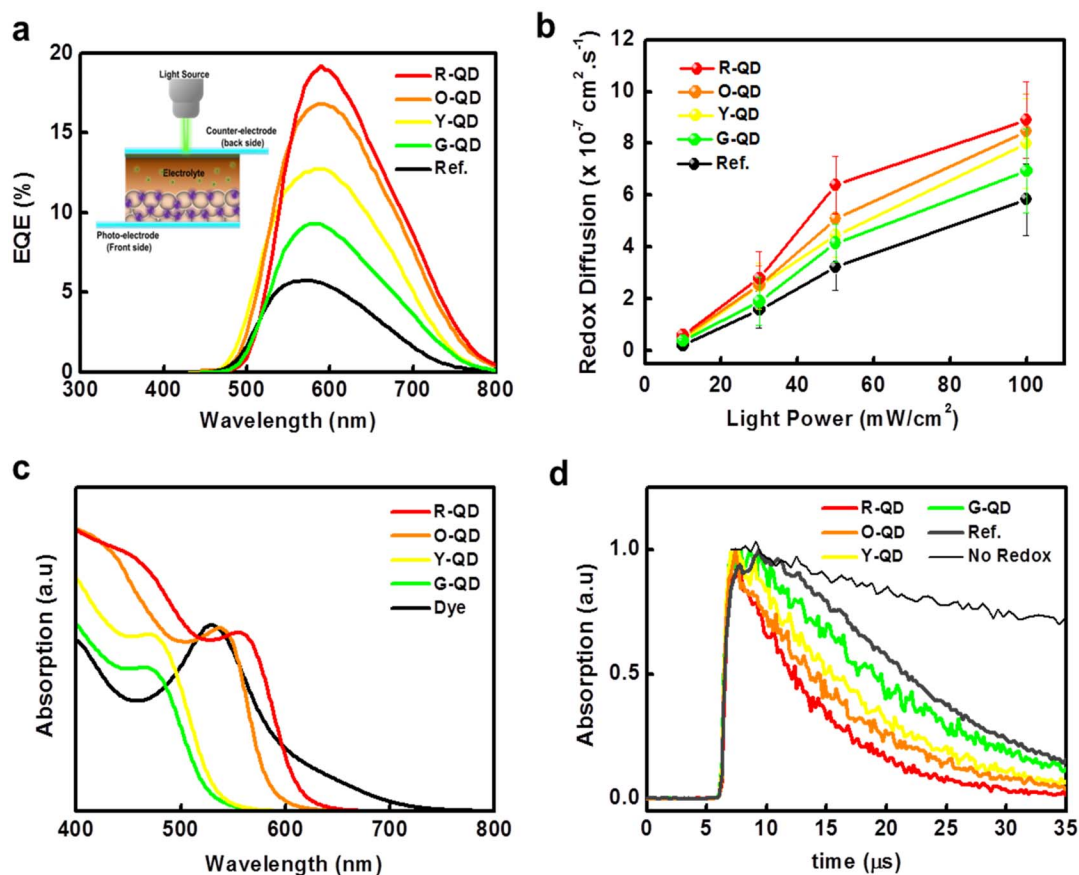 a
20
15
10
5
0
EQE (%)
300 400 500 600 700 800
Wavelength (nm)
Light Source
Counter-electrode
(back side)
Electrolyte
Photo-electrode
(Front side)
R-QD
O-QD
Y-QD
G-QD
Ref.
b
12
10
8
6
4
2
0
Redox Diffusion (x 10⁻⁷ cm².s⁻¹)
0 20 40 60 80 100
Light Power (mW/cm²)
R-QD
O-QD
Y-QD
G-QD
Ref.
c
Absorption (a.u)
400 500 600 700 800
Wavelength (nm)
R-QD
O-QD
Y-QD
G-QD
Dye
d
1.0
0.5
0.0
Absorption (a.u)
0 5 10 15 20 25 30 35
time (μs)
R-QD G-QD
O-QD Ref.
Y-QD No Redox